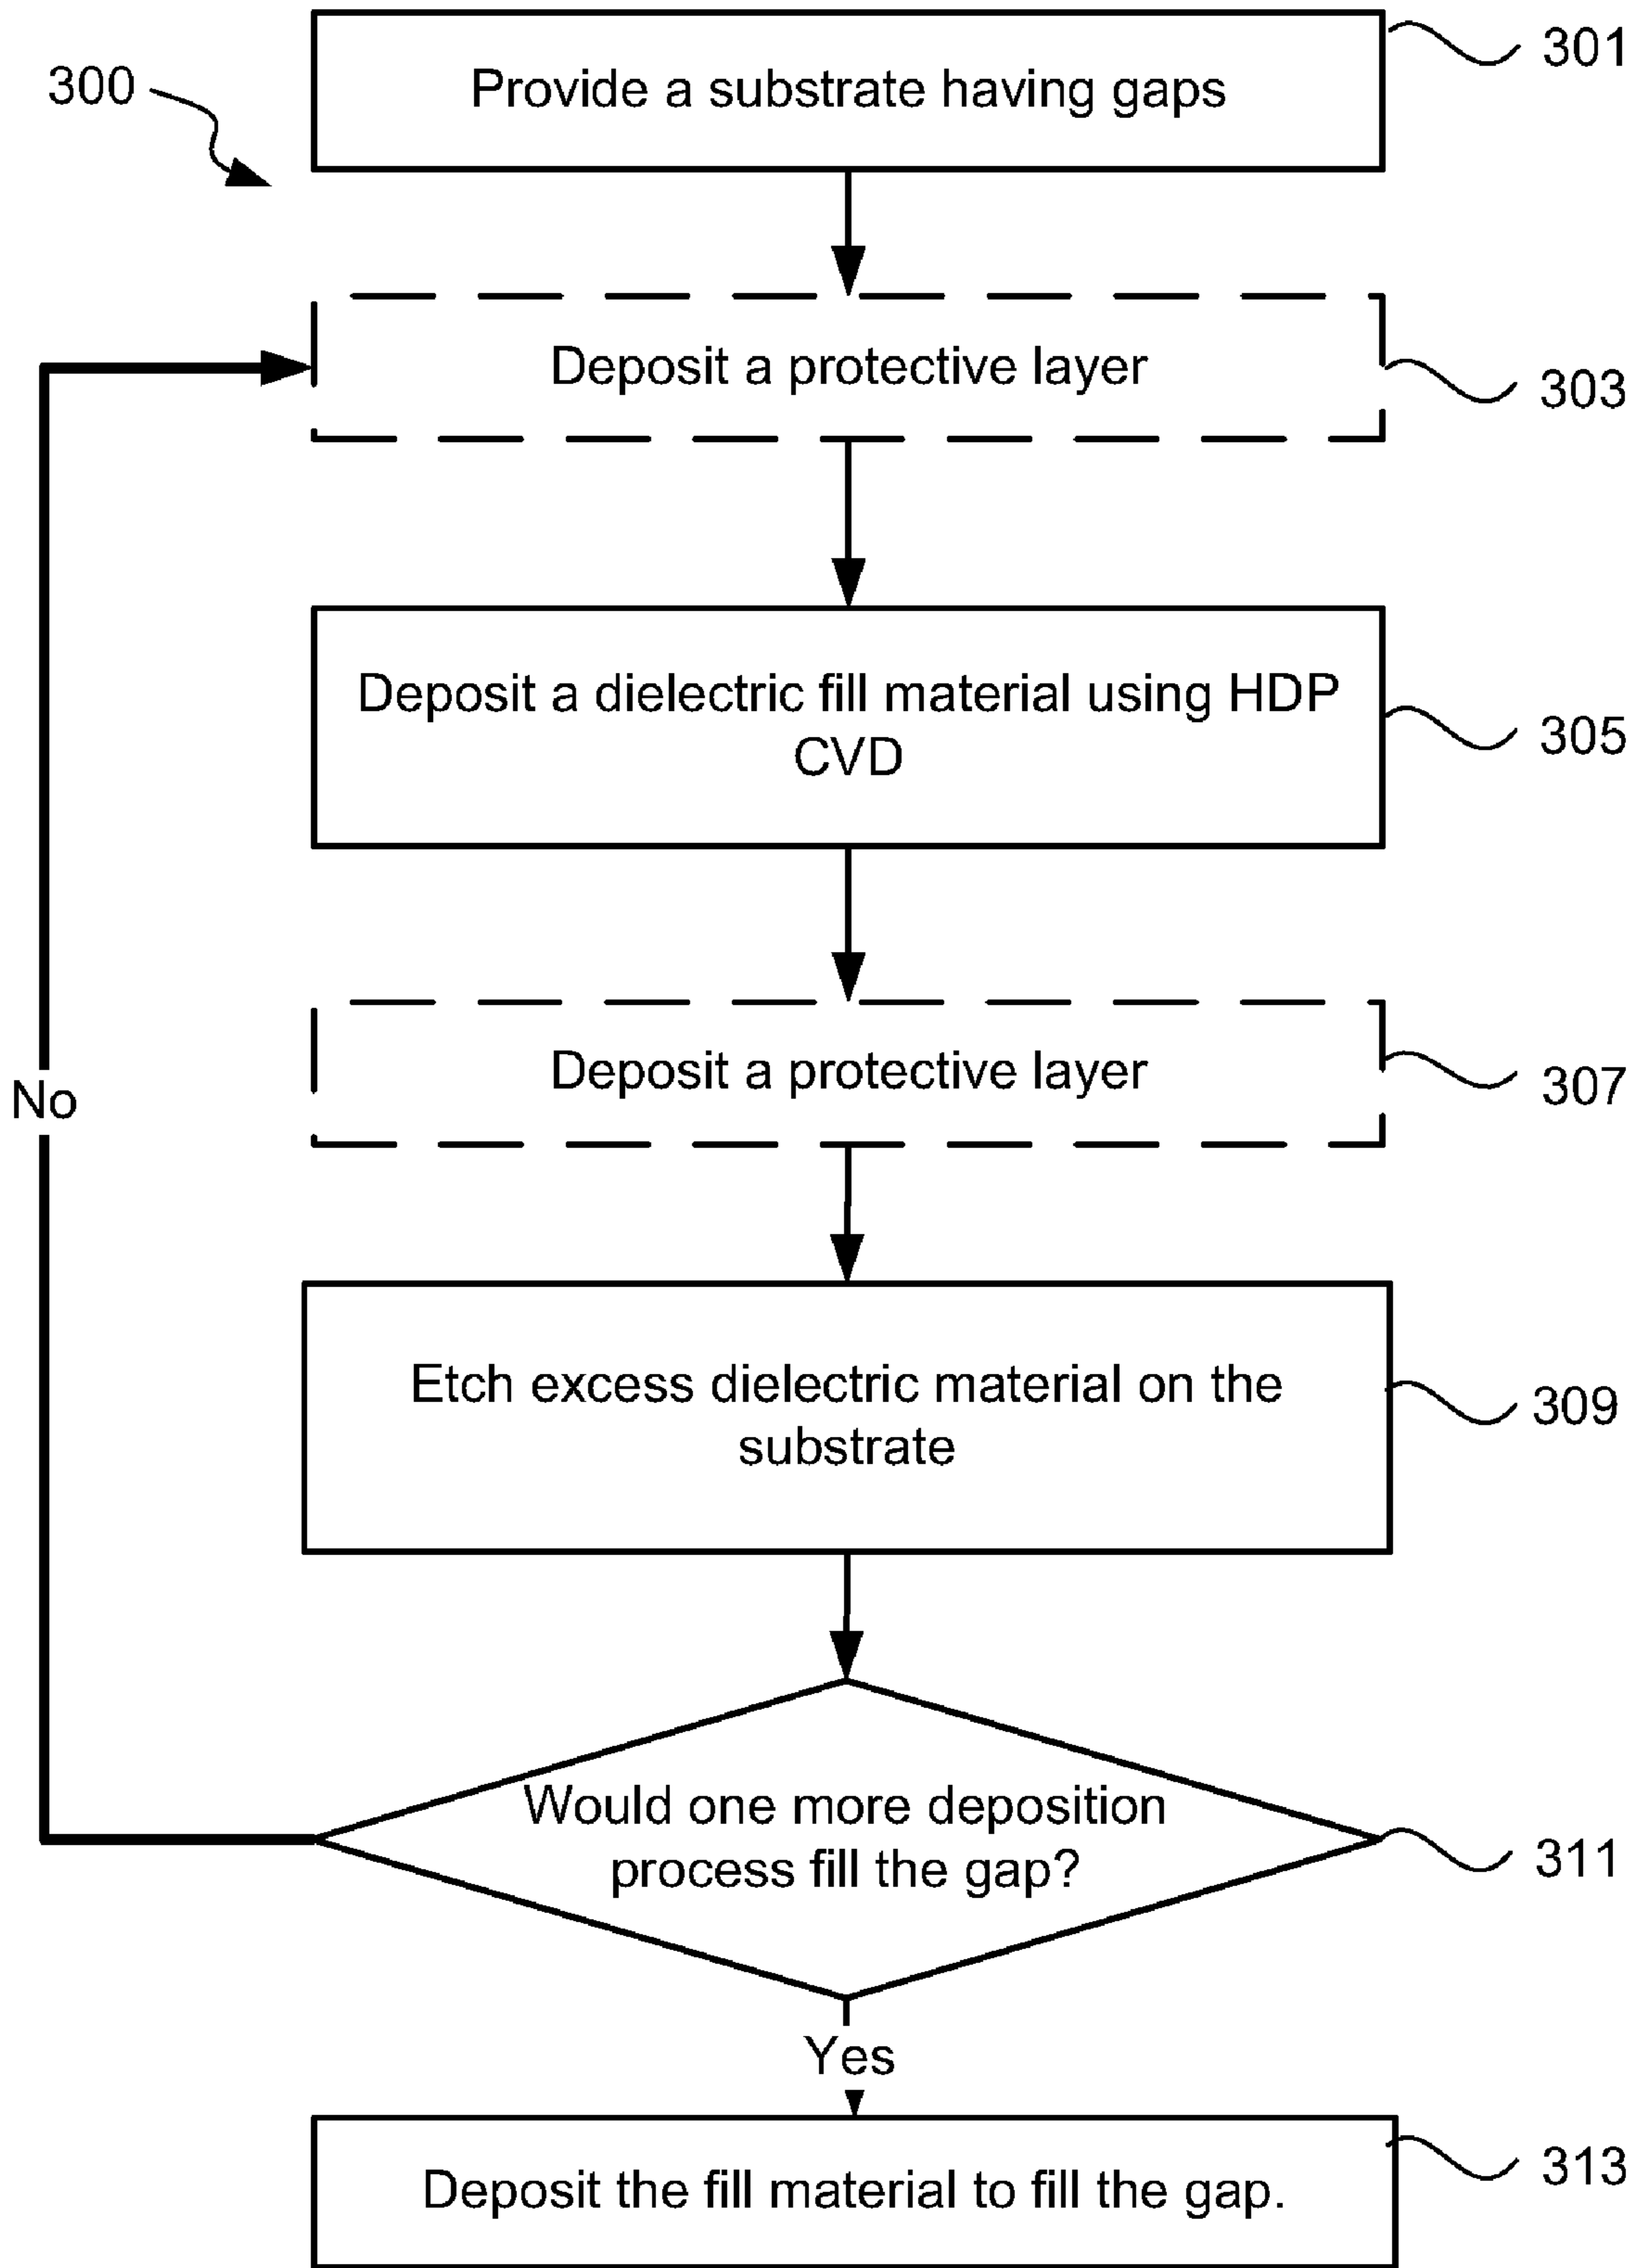 300
Provide a substrate having gaps
301
Deposit a protective layer
303
Deposit a dielectric fill material using HDP
CVD
305
Deposit a protective layer
307
No
Etch excess dielectric material on the
substrate
309
Would one more deposition
process fill the gap?
311
Yes
Deposit the fill material to fill the gap.
313